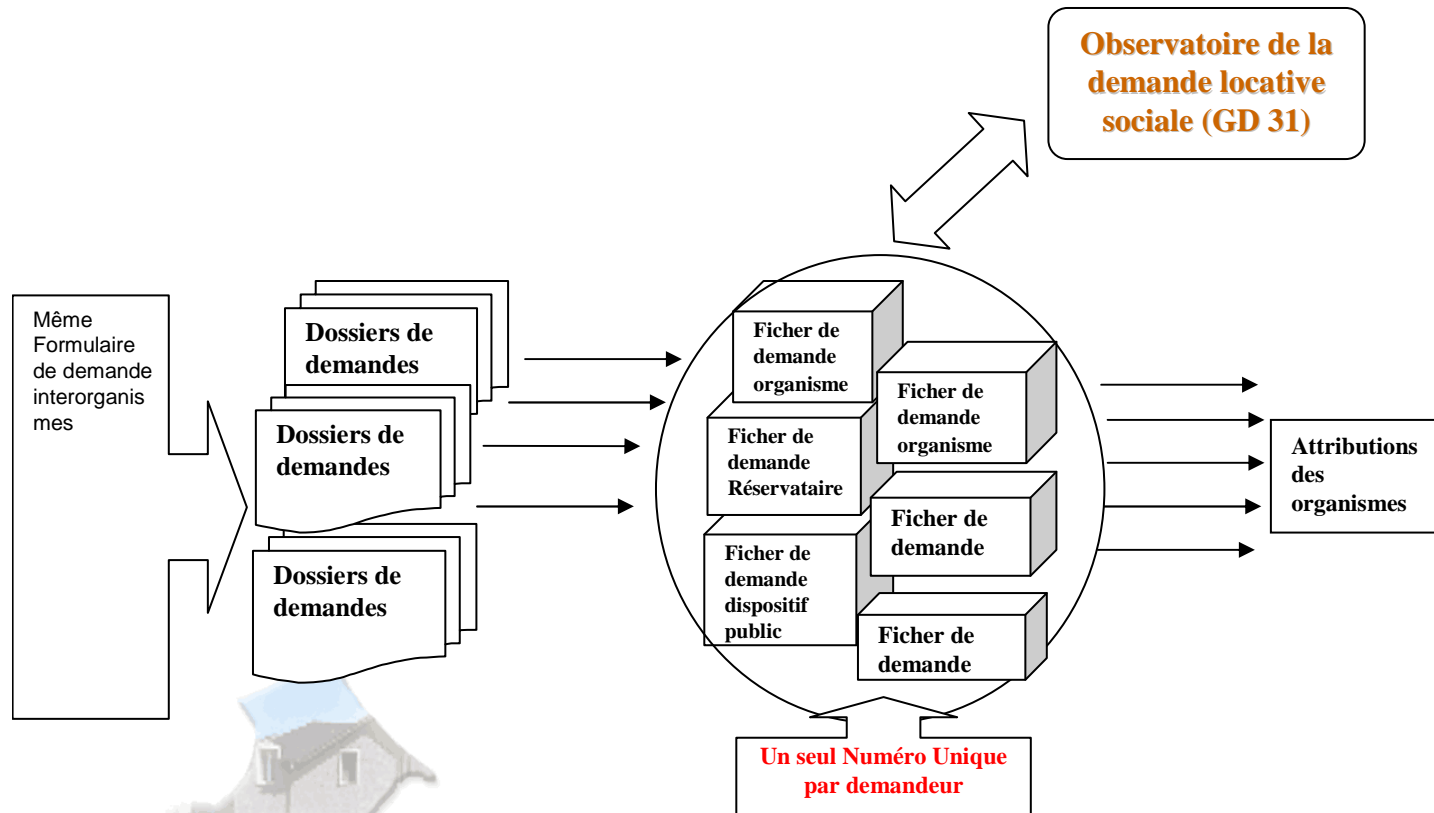 Observatoire de la
demande locative
sociale (GD 31)
Même
Formulaire
de demande
interorganis
mes
Dossiers de
demandes
Dossiers de
demandes
Dossiers de
demandes
Ficher de
demande
organisme
Ficher de
demande
organisme
Ficher de
demande
Réservataire
Ficher de
demande
Ficher de
demande
dispositif
public
Ficher de
demande
Attributions
des
organismes
Un seul Numéro Unique
par demandeur